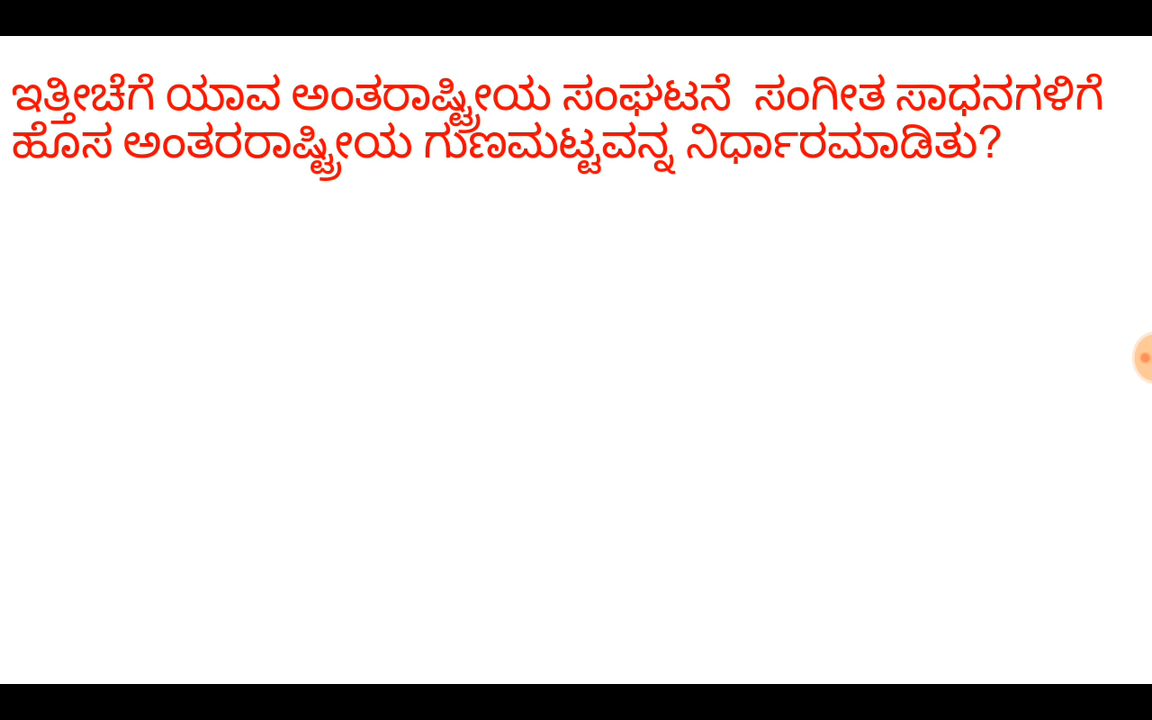 ಇತ್ತೀಚೆಗೆ ಯಾವ ಅಂತರಾಷ್ಟ್ರೀಯ ಸಂಘಟನೆ ಸಂಗೀತ ಸಾಧನಗಳಿಗೆ
ಹೊಸ ಅಂತರರಾಷ್ಟ್ರೀಯ ಗುಣಮಟ್ಟವನ್ನ ನಿರ್ಧಾರಮಾಡಿತು?